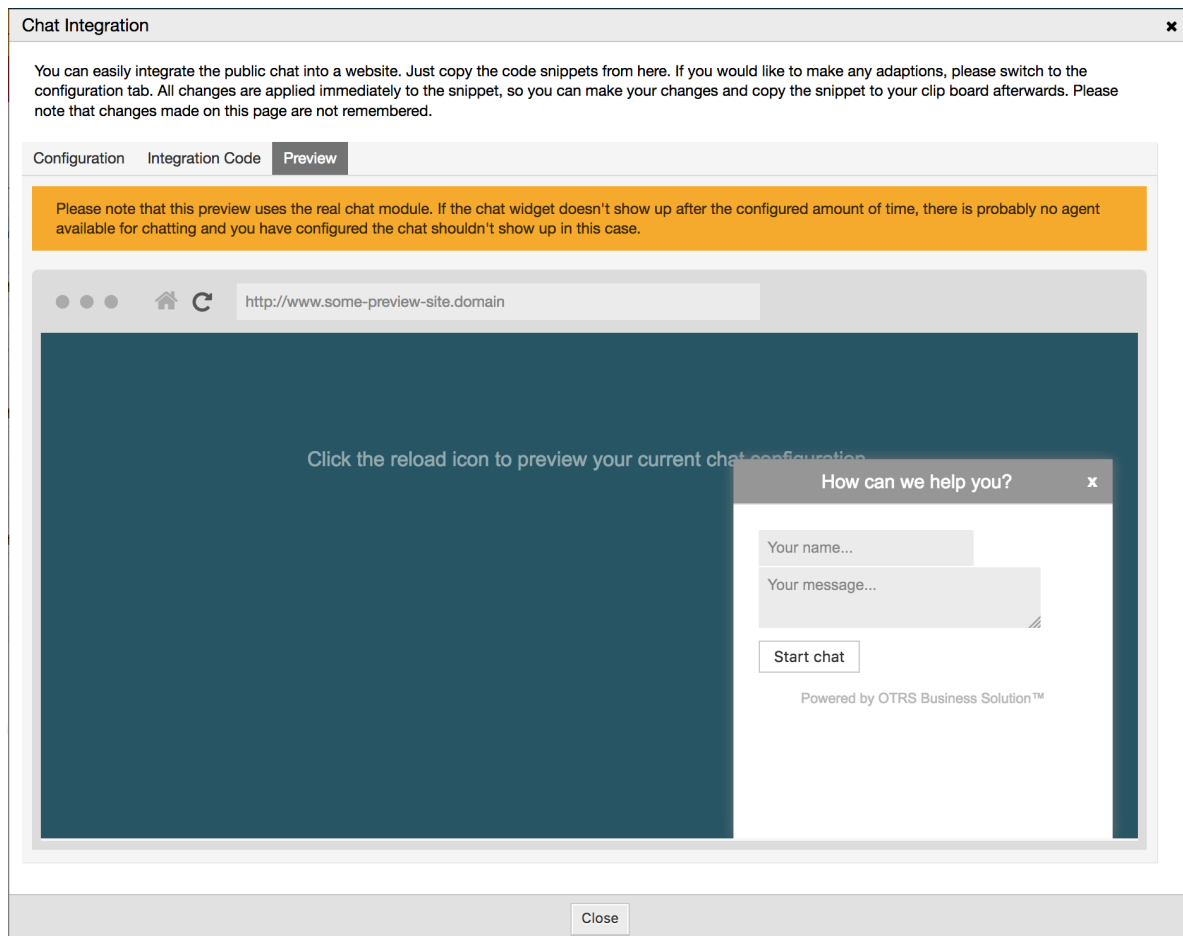 Chat Integration
You can easily integrate the public chat into a website. Just copy the code snippets from here. If you would like to make any adaptions, please switch to the
configuration tab. All changes are applied immediately to the snippet, so you can make your changes and copy the snippet to your clip board afterwards. Please
note that changes made on this page are not remembered.
Configuration Integration Code Preview
Please note that this preview uses the real chat module. If the chat widget doesn't show up after the configured amount of time, there is probably no agent
available for chatting and you have configured the chat shouldn't show up in this case.
http://www.some-preview-site.domain
Click the reload icon to preview your current chat configuration
How can we help you? x
Your name...
Your message...
Start chat
Powered by OTRS Business Solution™
Close